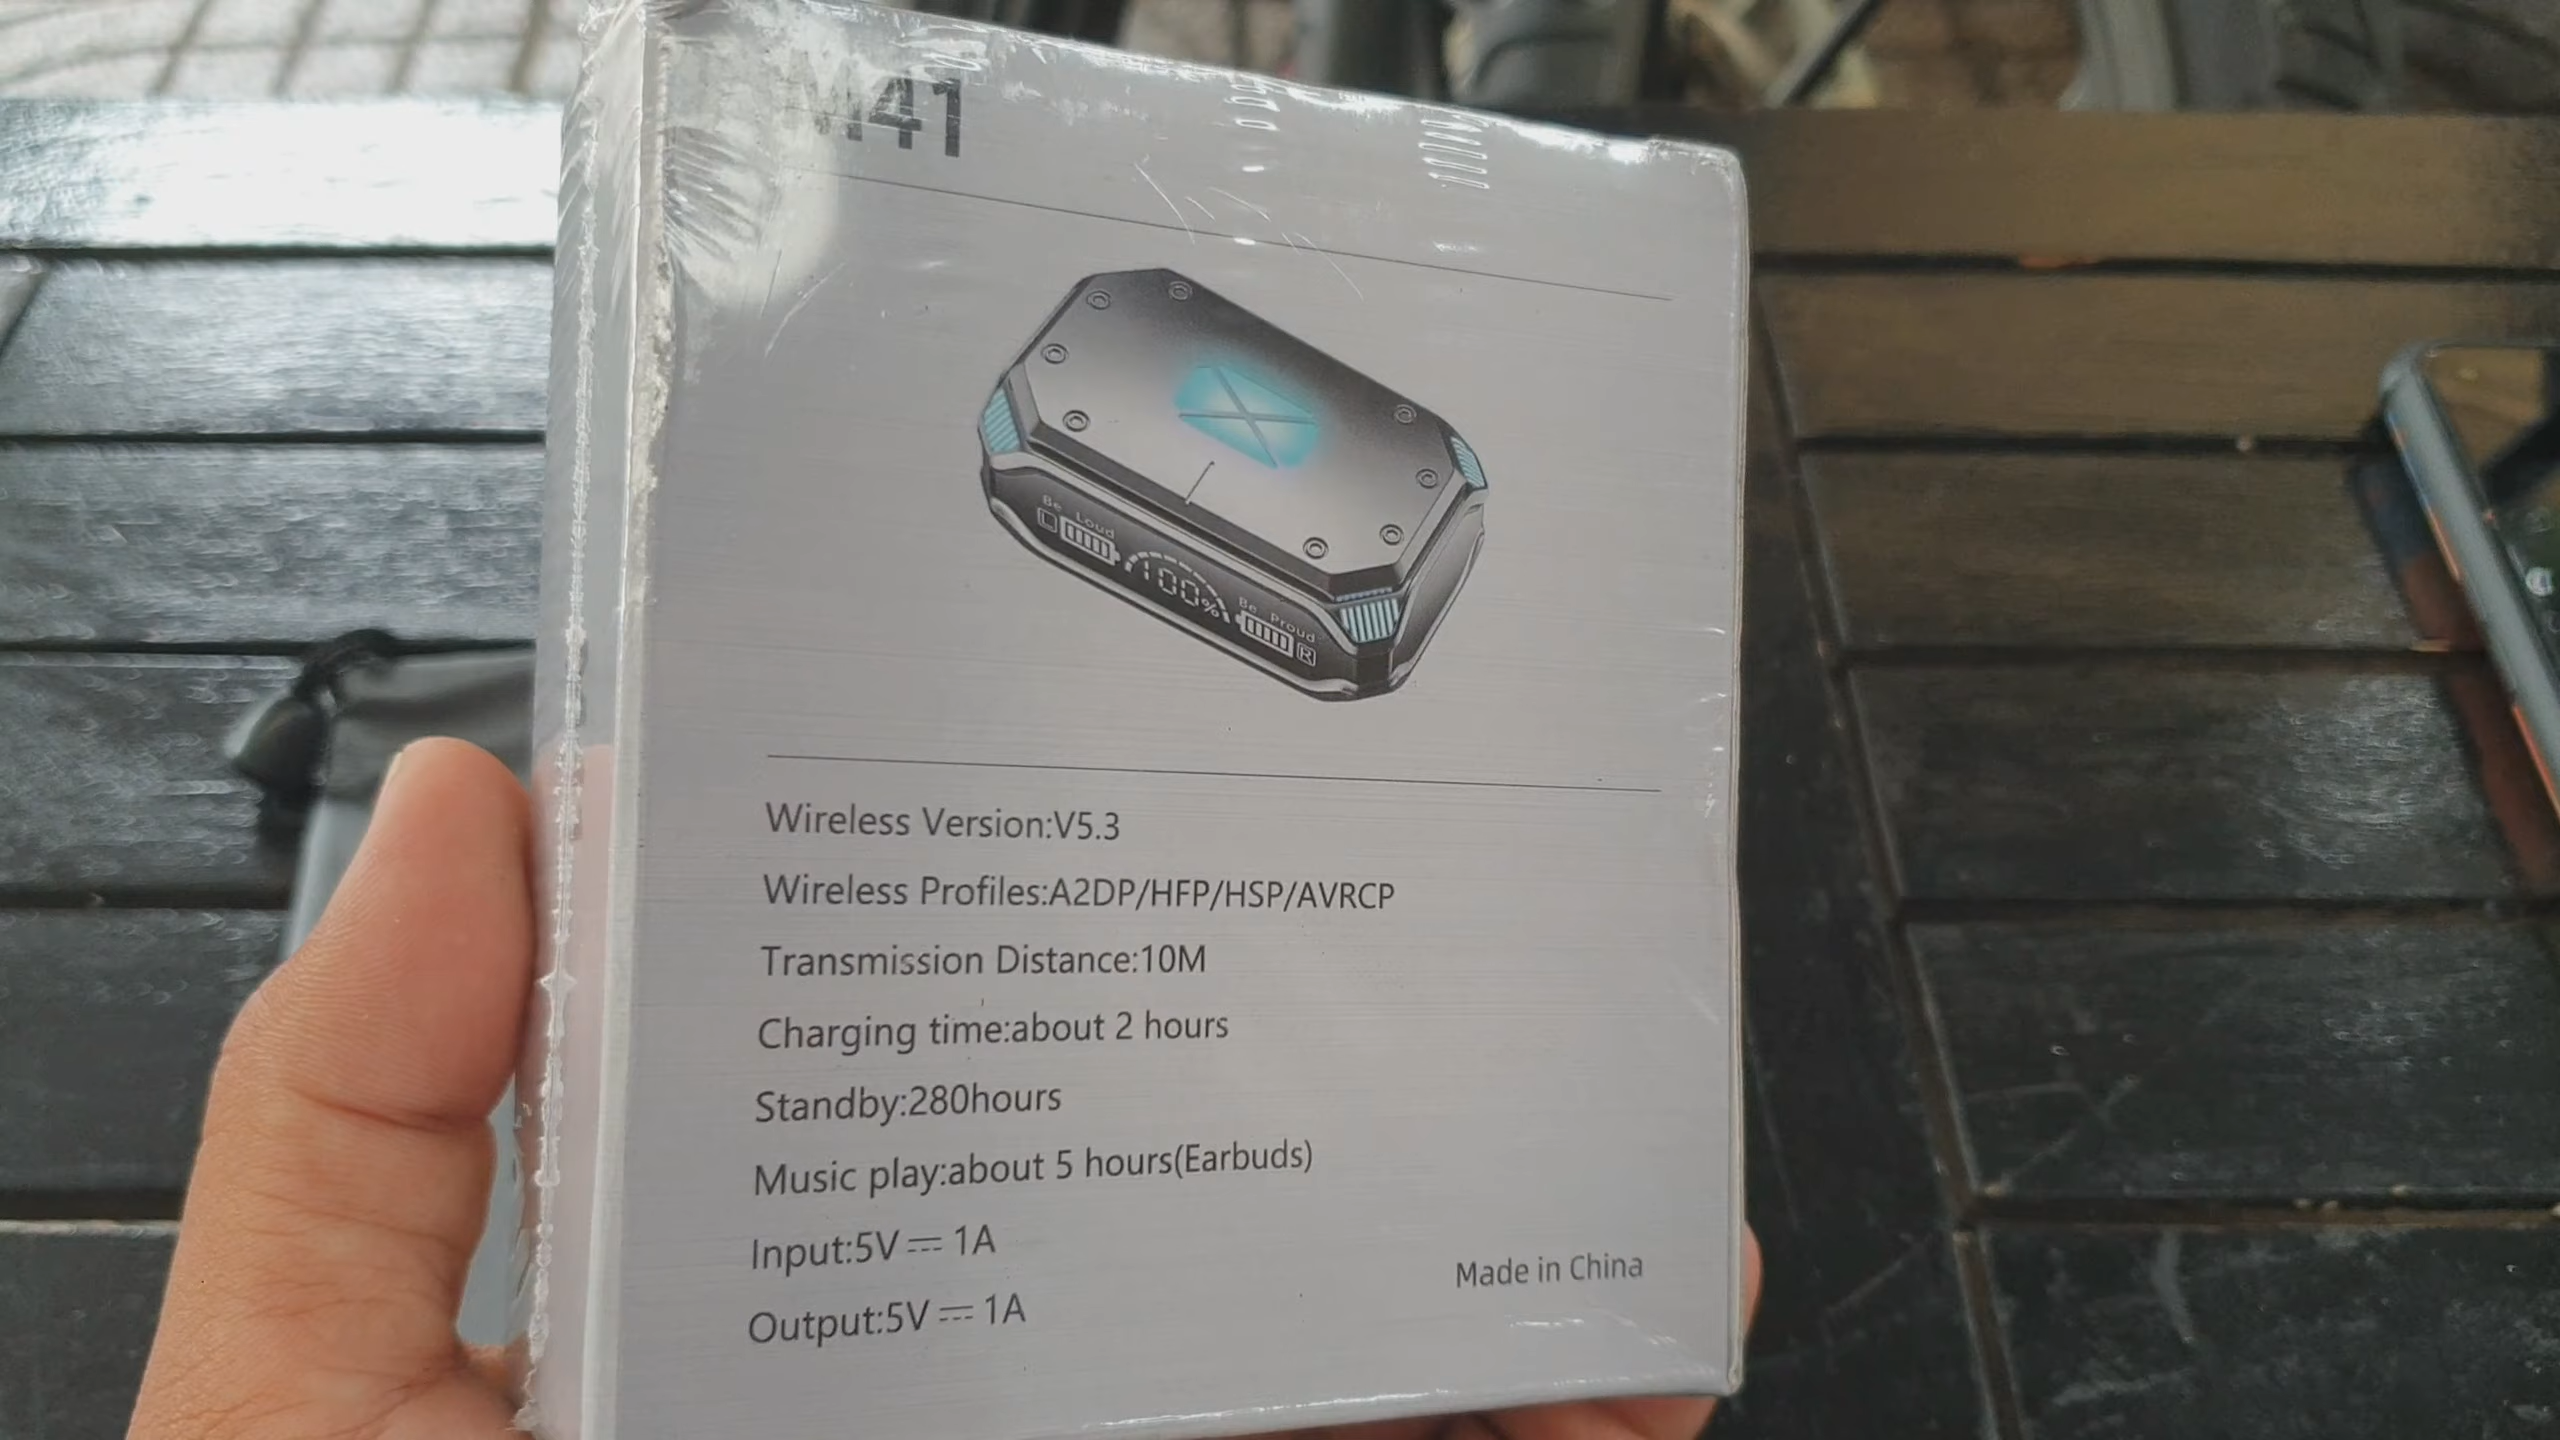 M41
Be Loud
L
100%
Be Proud
R
Wireless Version:V5.3
Wireless Profiles:A2DP/HFP/HSP/AVRCP
Transmission Distance:10M
Charging time:about 2 hours
Standby:280hours
Music play:about 5 hours(Earbuds)
Input:5V⎓1A
Output:5V⎓1A
Made in China